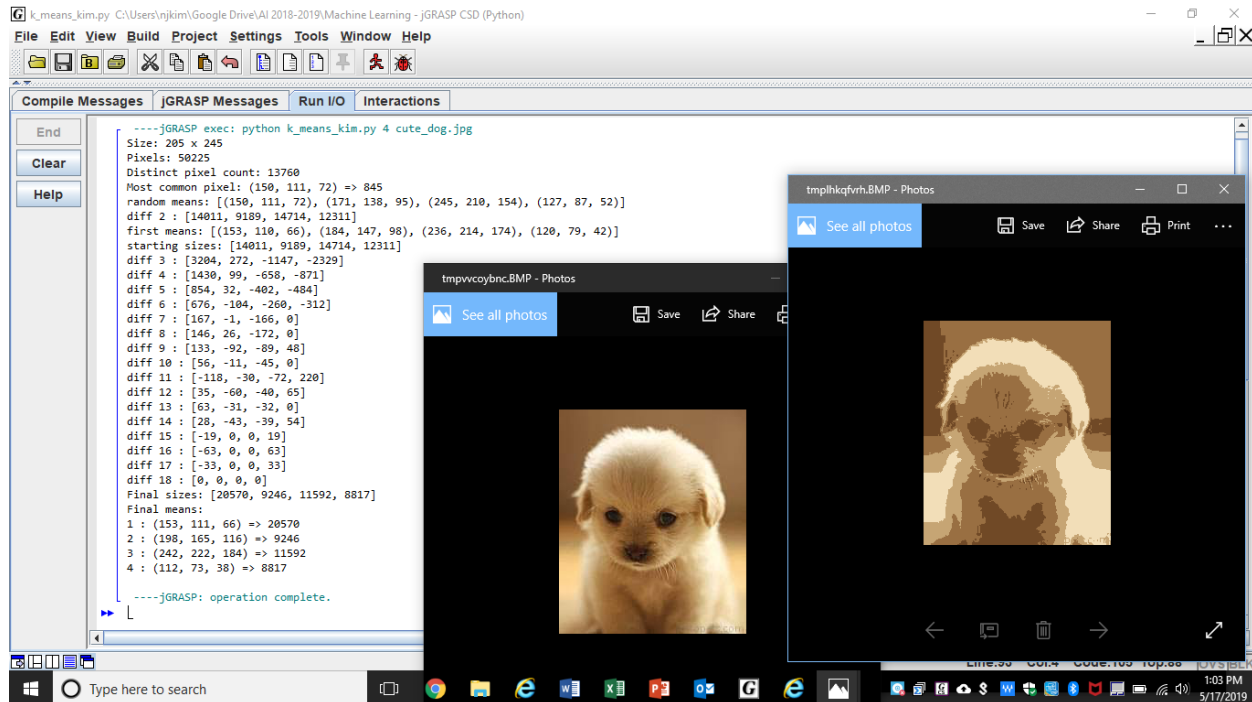 k_means_kim.py C:\Users\njkim\Google Drive\AI 2018-2019\Machine Learning - jGRASP CSD (Python)
File Edit View Build Project Settings Tools Window Help
Compile Messages jGRASP Messages Run I/O Interactions
End
Clear
Help
----jGRASP exec: python k_means_kim.py 4 cute_dog.jpg
Size: 205 x 245
Pixels: 50225
Distinct pixel count: 13760
Most common pixel: (150, 111, 72) => 845
random means: [(150, 111, 72), (171, 138, 95), (245, 210, 154), (127, 87, 52)]
diff 2 : [14011, 9189, 14714, 12311]
first means: [(153, 110, 66), (184, 147, 98), (236, 214, 174), (120, 79, 42)]
starting sizes: [14011, 9189, 14714, 12311]
diff 3 : [3204, 272, -1147, -2329]
diff 4 : [1430, 99, -658, -871]
diff 5 : [854, 32, -402, -484]
diff 6 : [676, -104, -260, -312]
diff 7 : [167, -1, -166, 0]
diff 8 : [146, 26, -172, 0]
diff 9 : [133, -92, -89, 48]
diff 10 : [56, -11, -45, 0]
diff 11 : [-118, -30, -72, 220]
diff 12 : [35, -60, -40, 65]
diff 13 : [63, -31, -32, 0]
diff 14 : [28, -43, -39, 54]
diff 15 : [-19, 0, 0, 19]
diff 16 : [-63, 0, 0, 63]
diff 17 : [-33, 0, 0, 33]
diff 18 : [0, 0, 0, 0]
Final sizes: [20570, 9246, 11592, 8817]
Final means:
1 : (153, 111, 66) => 20570
2 : (198, 165, 116) => 9246
3 : (242, 222, 184) => 11592
4 : (112, 73, 38) => 8817
----jGRASP: operation complete.
tmpvvcoybnc.BMP - Photos
See all photos Save Share
tmplhkqfvrh.BMP - Photos
See all photos Save Share Print
Line:93 Col:4 Code:105 Top:88 OVS BLK
Type here to search
1:03 PM
5/17/2019